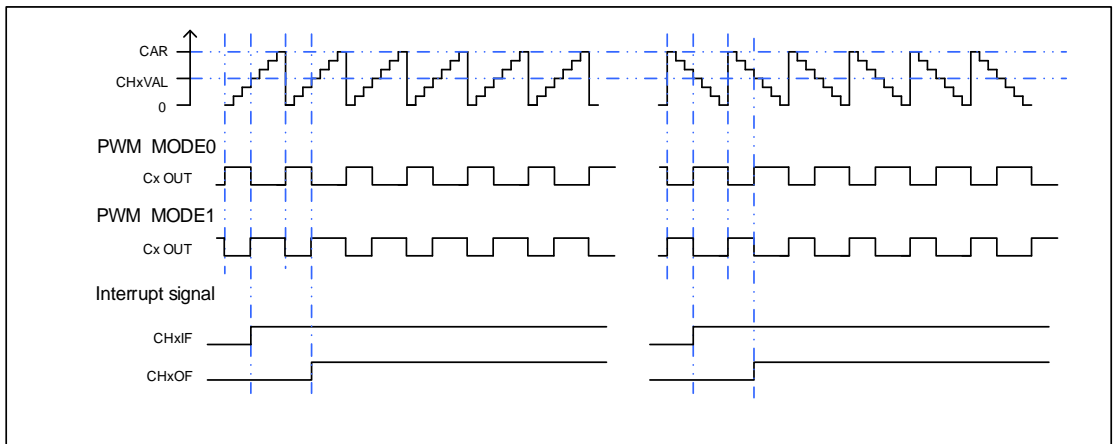 CAR
CHxVAL
0
PWM MODE0
Cx OUT
PWM MODE1
Cx OUT
Interrupt signal
CHxIF
CHxOF